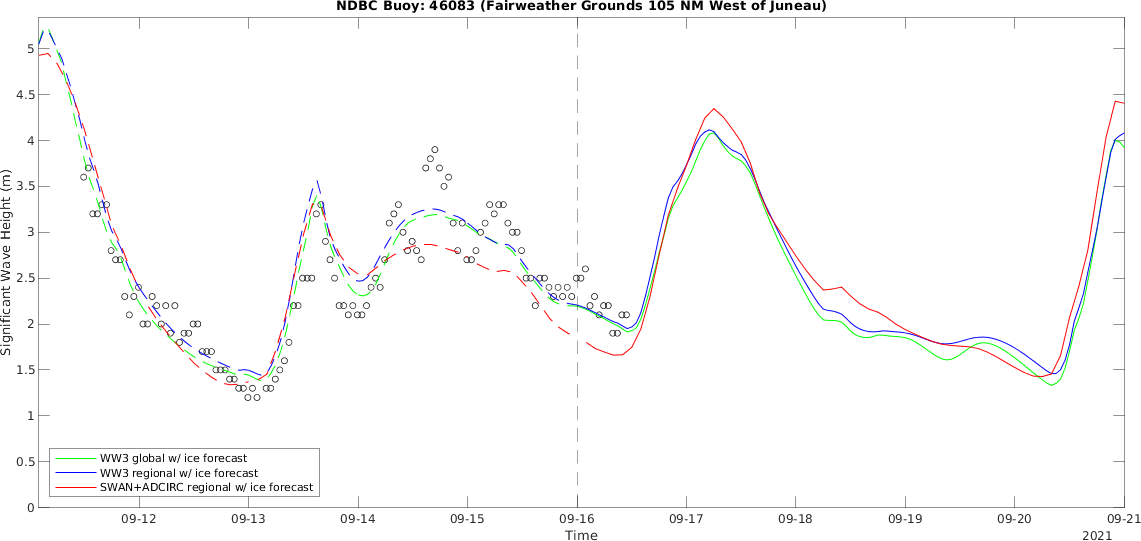 NDBC Buoy: 46083 (Fairweather Grounds 105 NM West of Juneau)
Significant Wave Height (m)
5
4.5
4
3.5
3
2.5
2
1.5
1
0.5
0
WW3 global w/ ice forecast
WW3 regional w/ ice forecast
SWAN+ADCIRC regional w/ ice forecast
09-12 09-13 09-14 09-15 09-16 09-17 09-18 09-19 09-20 09-21
Time
2021